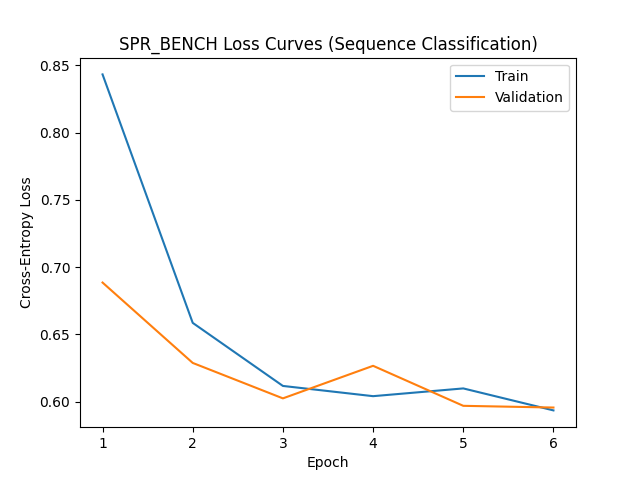 SPR_BENCH Loss Curves (Sequence Classification)
Train
Validation
0.85
0.80
0.75
0.70
0.65
0.60
Cross-Entropy Loss
1 2 3 4 5 6
Epoch